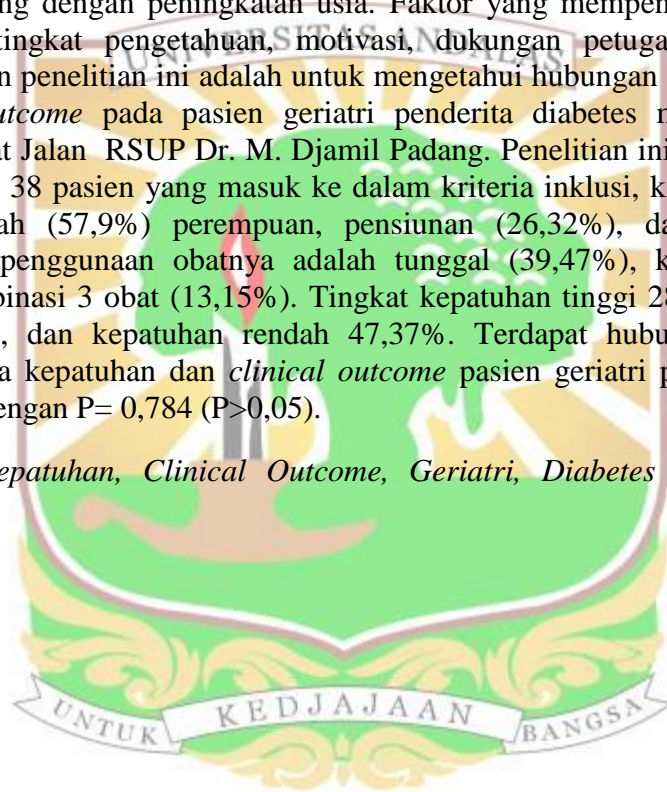 ng dengan peningkatan usia. Faktor yang mempen
tingkat pengetahuan, motivasi, dukungan petuga
UNIVERSITAS ANDALAS
n penelitian ini adalah untuk mengetahui hubungan
utcome pada pasien geriatri penderita diabetes m
t Jalan RSUP Dr. M. Djamil Padang. Penelitian ini
38 pasien yang masuk ke dalam kriteria inklusi, k
ah (57,9%) perempuan, pensiunan (26,32%), da
penggunaan obatnya adalah tunggal (39,47%), k
binasi 3 obat (13,15%). Tingkat kepatuhan tinggi 28
, dan kepatuhan rendah 47,37%. Terdapat hubu
a kepatuhan dan clinical outcome pasien geriatri p
engan P= 0,784 (P>0,05).
epatuhan, Clinical Outcome, Geriatri, Diabetes
UNTUK KEDJAJAAN BANGSA